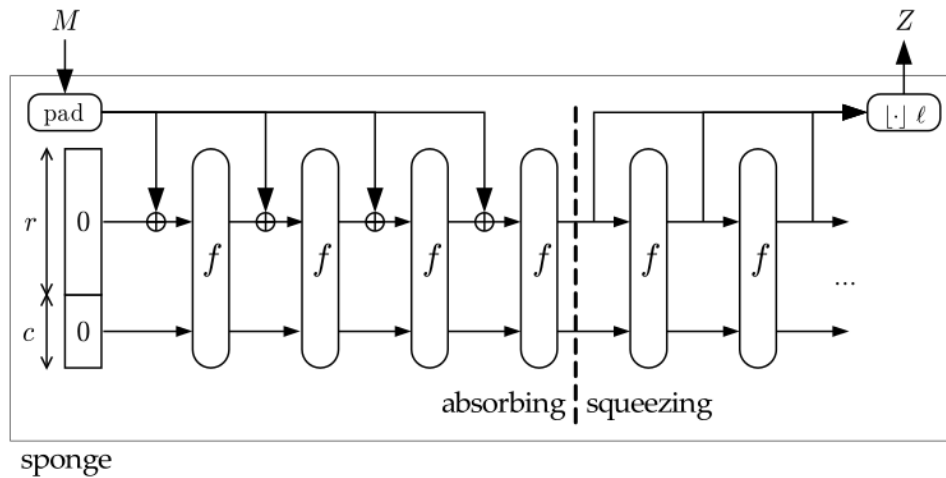 M Z
pad ⌊·⌋ ℓ
r 0 f f f f f f
c 0 ...
absorbing squeezing
sponge